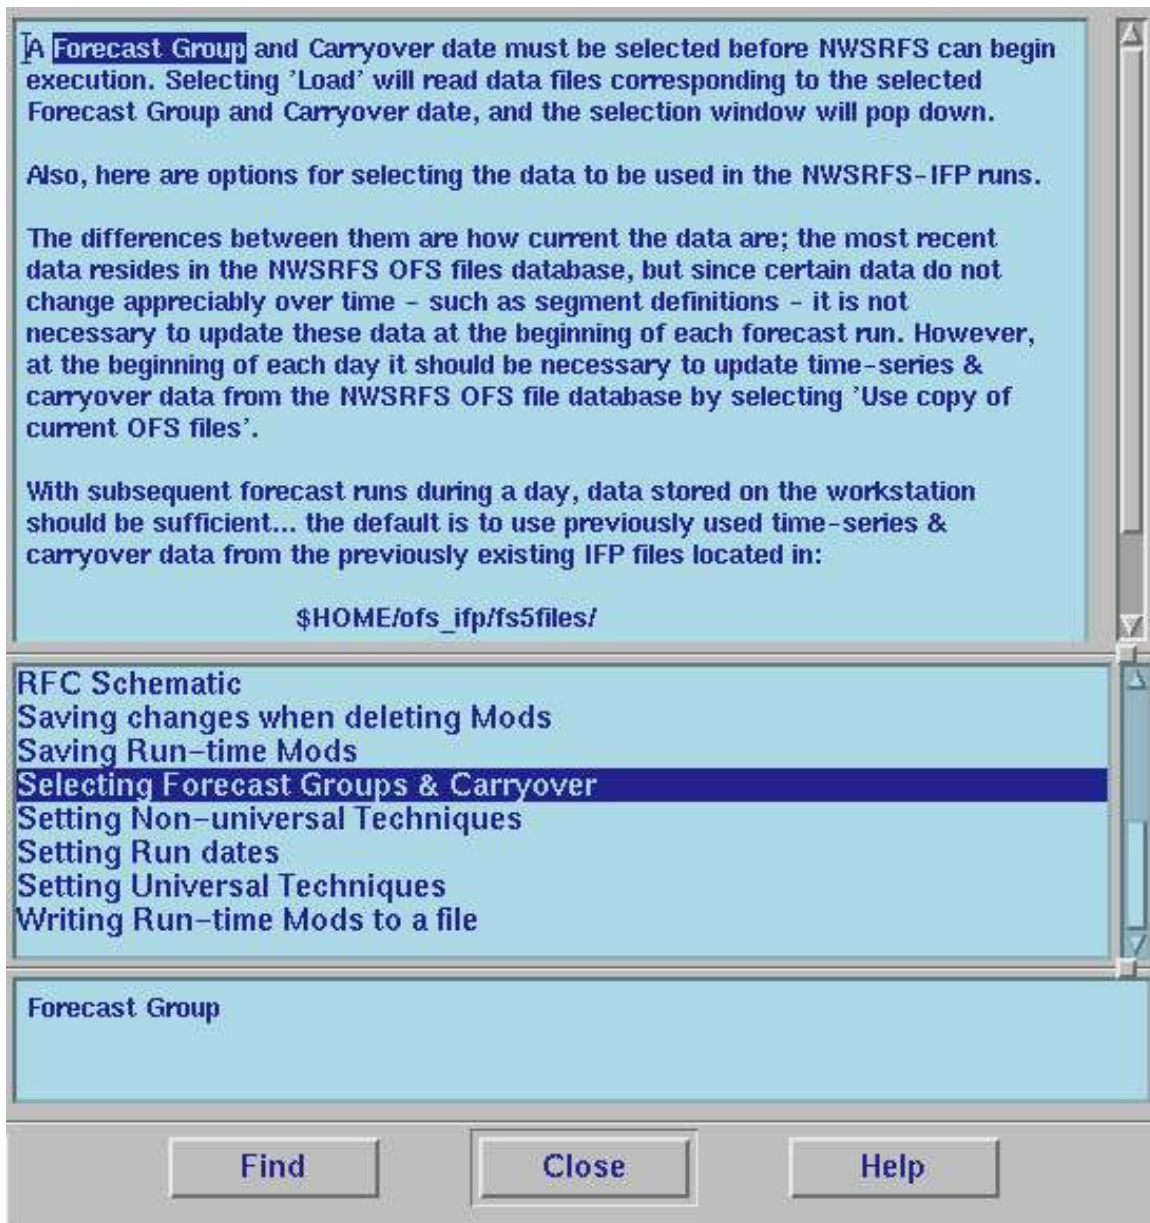 A Forecast Group and Carryover date must be selected before NWSRFS can begin
execution. Selecting 'Load' will read data files corresponding to the selected
Forecast Group and Carryover date, and the selection window will pop down.
Also, here are options for selecting the data to be used in the NWSRFS-IFP runs.
The differences between them are how current the data are; the most recent
data resides in the NWSRFS OFS files database, but since certain data do not
change appreciably over time - such as segment definitions - it is not
necessary to update these data at the beginning of each forecast run. However,
at the beginning of each day it should be necessary to update time-series &
carryover data from the NWSRFS OFS file database by selecting 'Use copy of
current OFS files'.
With subsequent forecast runs during a day, data stored on the workstation
should be sufficient... the default is to use previously used time-series &
carryover data from the previously existing IFP files located in:
$HOME/ofs_ifp/fs5files/
RFC Schematic
Saving changes when deleting Mods
Saving Run-time Mods
Selecting Forecast Groups & Carryover
Setting Non-universal Techniques
Setting Run dates
Setting Universal Techniques
Writing Run-time Mods to a file
Forecast Group
Find Close Help